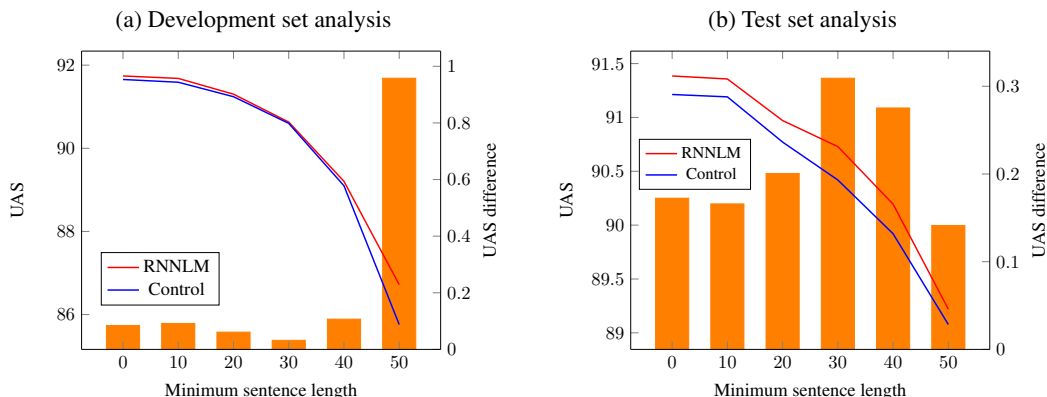 (a) Development set analysis
92
90
88
86
UAS
1
0.8
0.6
0.4
0.2
0
UAS difference
RNNLM
Control
0 10 20 30 40 50
Minimum sentence length
(b) Test set analysis
91.5
91
90.5
90
89.5
89
UAS
0.3
0.2
0.1
0
UAS difference
RNNLM
Control
0 10 20 30 40 50
Minimum sentence length